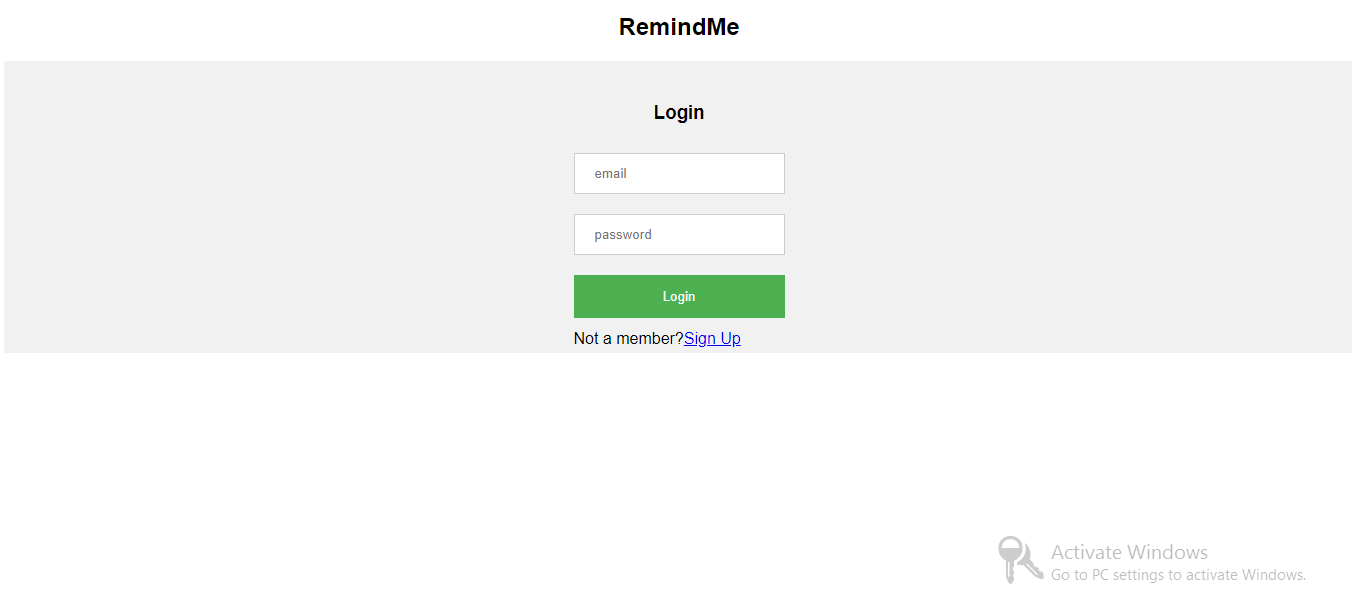 RemindMe
Login
email
password
Login
Not a member?Sign Up
Activate Windows
Go to PC settings to activate Windows.